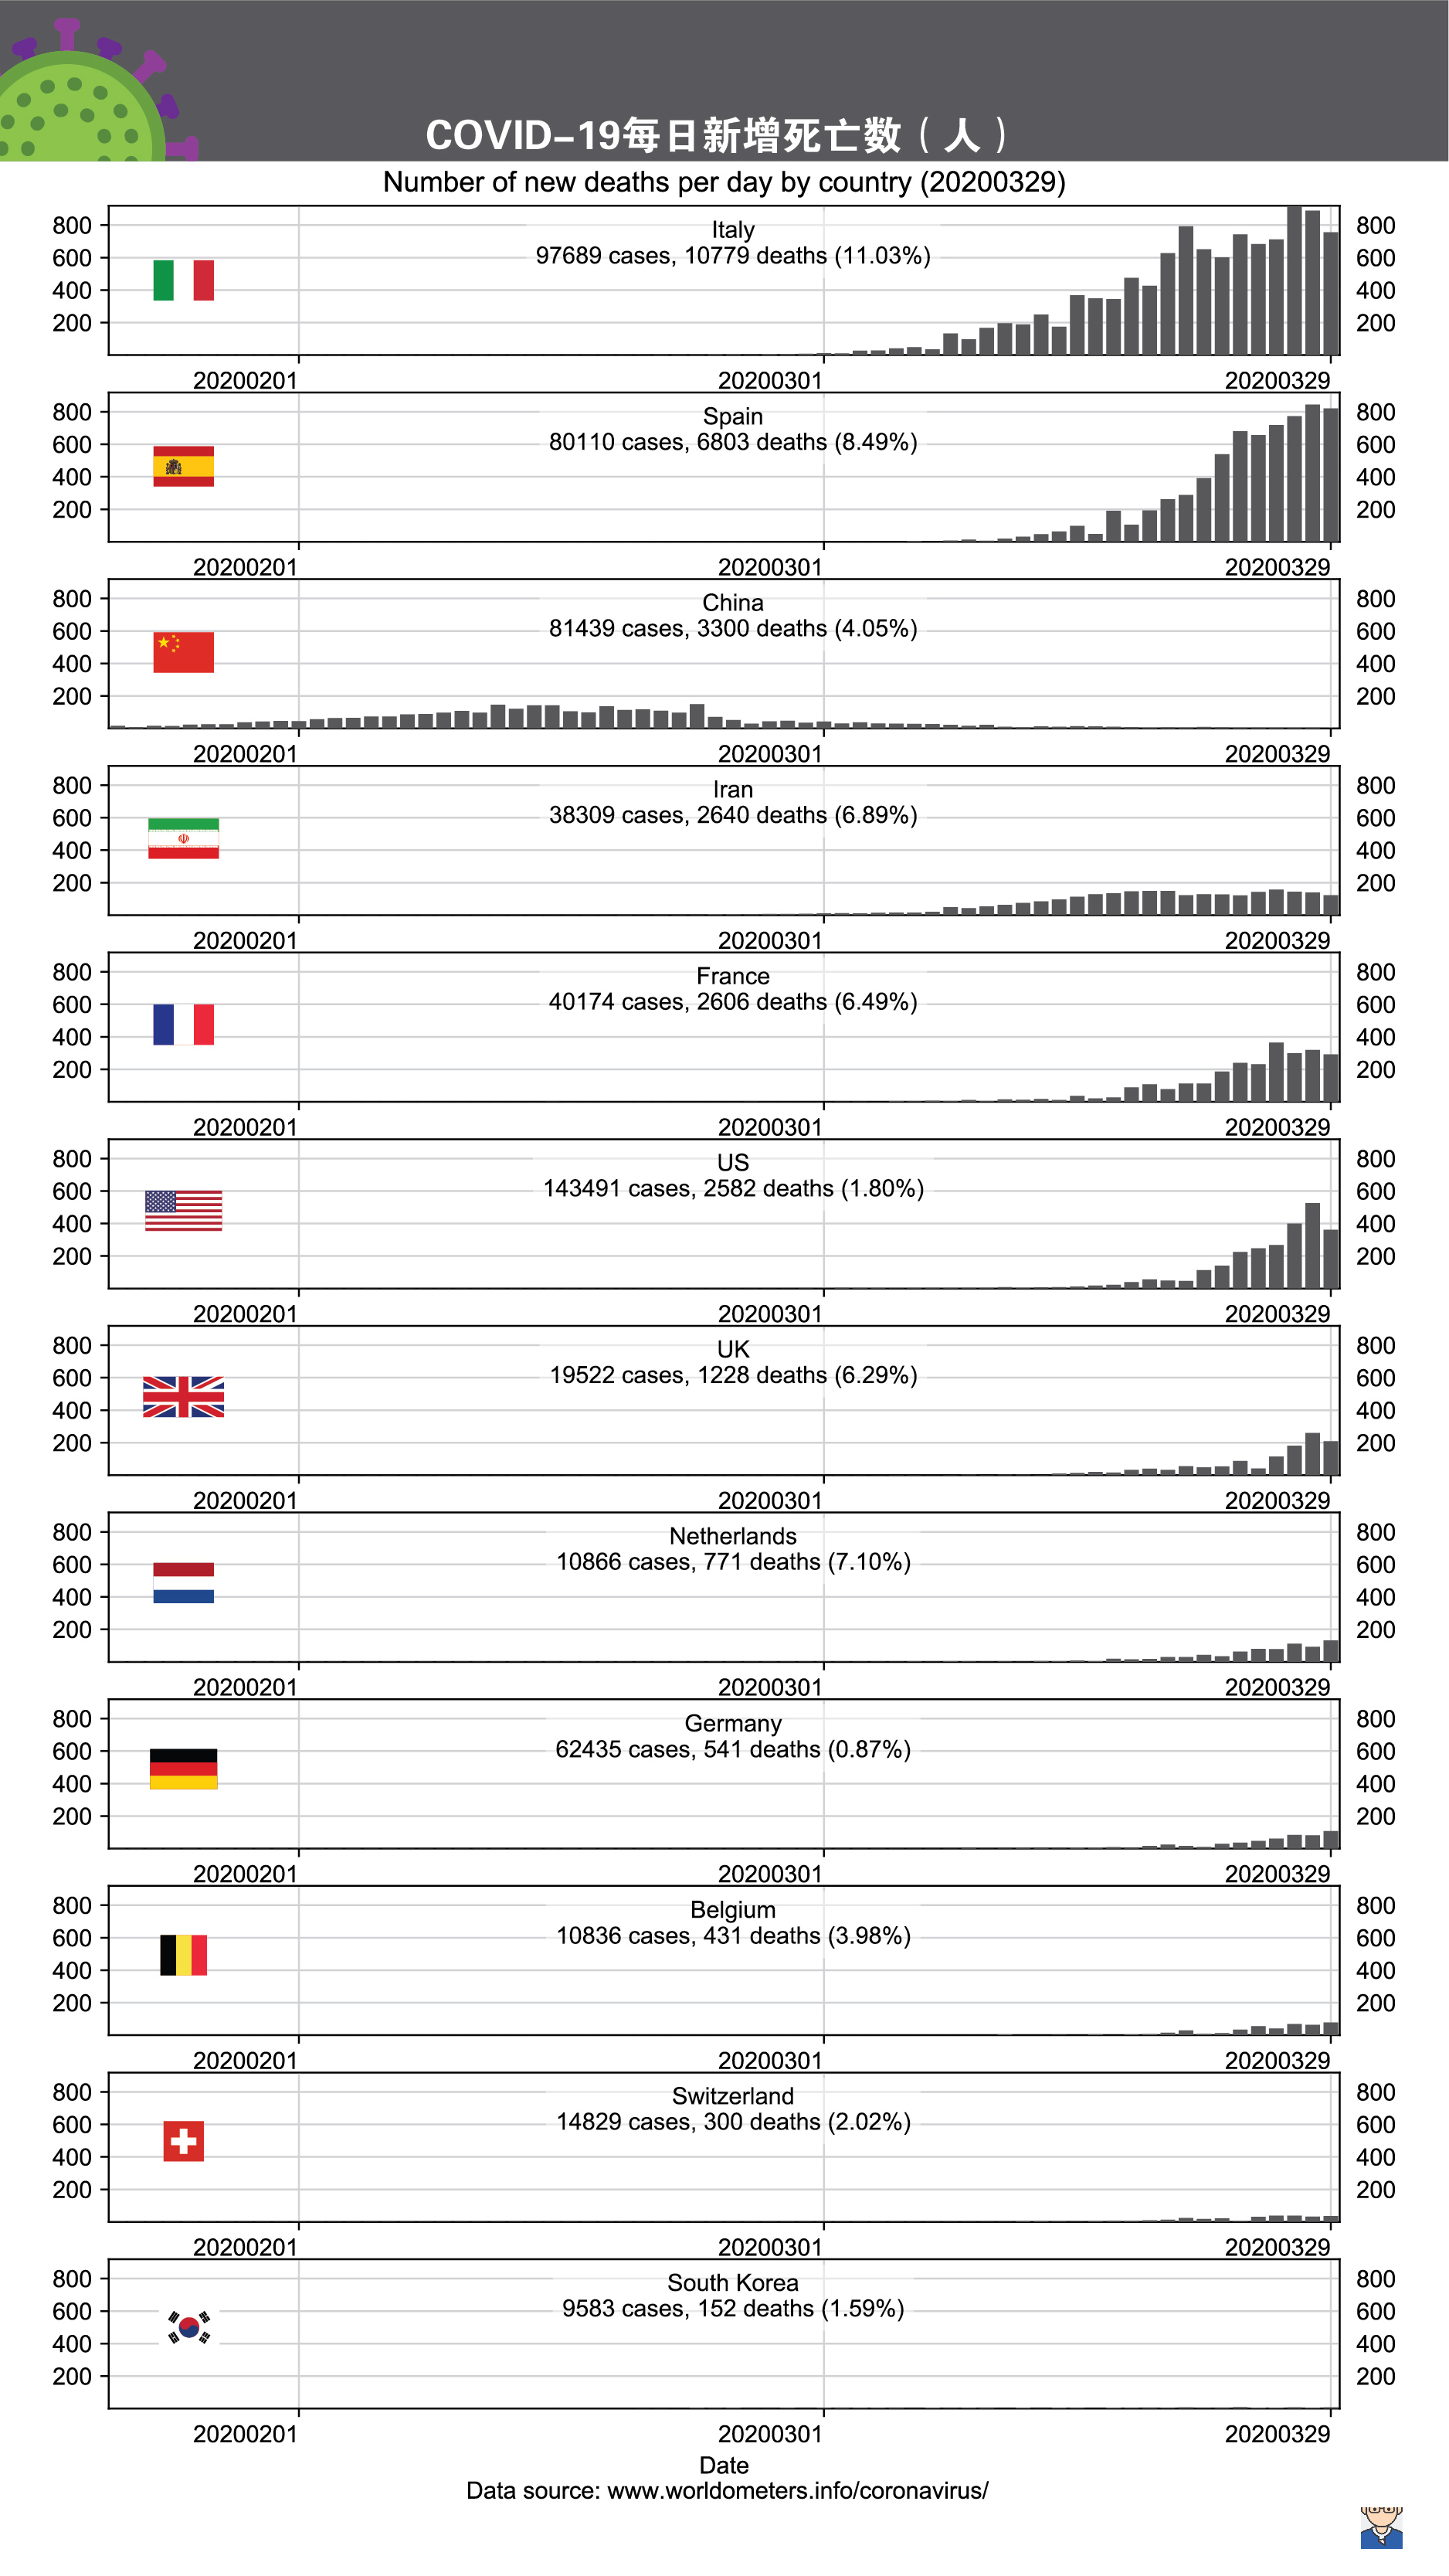 COVID-19每日新增死亡数（人）
Number of new deaths per day by country (20200329)
Italy
97689 cases, 10779 deaths (11.03%)
800 800
600 600
400 400
200 200
20200201 20200301 20200329
Spain
80110 cases, 6803 deaths (8.49%)
800 800
600 600
400 400
200 200
20200201 20200301 20200329
China
81439 cases, 3300 deaths (4.05%)
800 800
600 600
400 400
200 200
20200201 20200301 20200329
Iran
38309 cases, 2640 deaths (6.89%)
800 800
600 600
400 400
200 200
20200201 20200301 20200329
France
40174 cases, 2606 deaths (6.49%)
800 800
600 600
400 400
200 200
20200201 20200301 20200329
US
143491 cases, 2582 deaths (1.80%)
800 800
600 600
400 400
200 200
20200201 20200301 20200329
UK
19522 cases, 1228 deaths (6.29%)
800 800
600 600
400 400
200 200
20200201 20200301 20200329
Netherlands
10866 cases, 771 deaths (7.10%)
800 800
600 600
400 400
200 200
20200201 20200301 20200329
Germany
62435 cases, 541 deaths (0.87%)
800 800
600 600
400 400
200 200
20200201 20200301 20200329
Belgium
10836 cases, 431 deaths (3.98%)
800 800
600 600
400 400
200 200
20200201 20200301 20200329
Switzerland
14829 cases, 300 deaths (2.02%)
800 800
600 600
400 400
200 200
20200201 20200301 20200329
South Korea
9583 cases, 152 deaths (1.59%)
800 800
600 600
400 400
200 200
20200201 20200301 20200329
Date
Data source: www.worldometers.info/coronavirus/